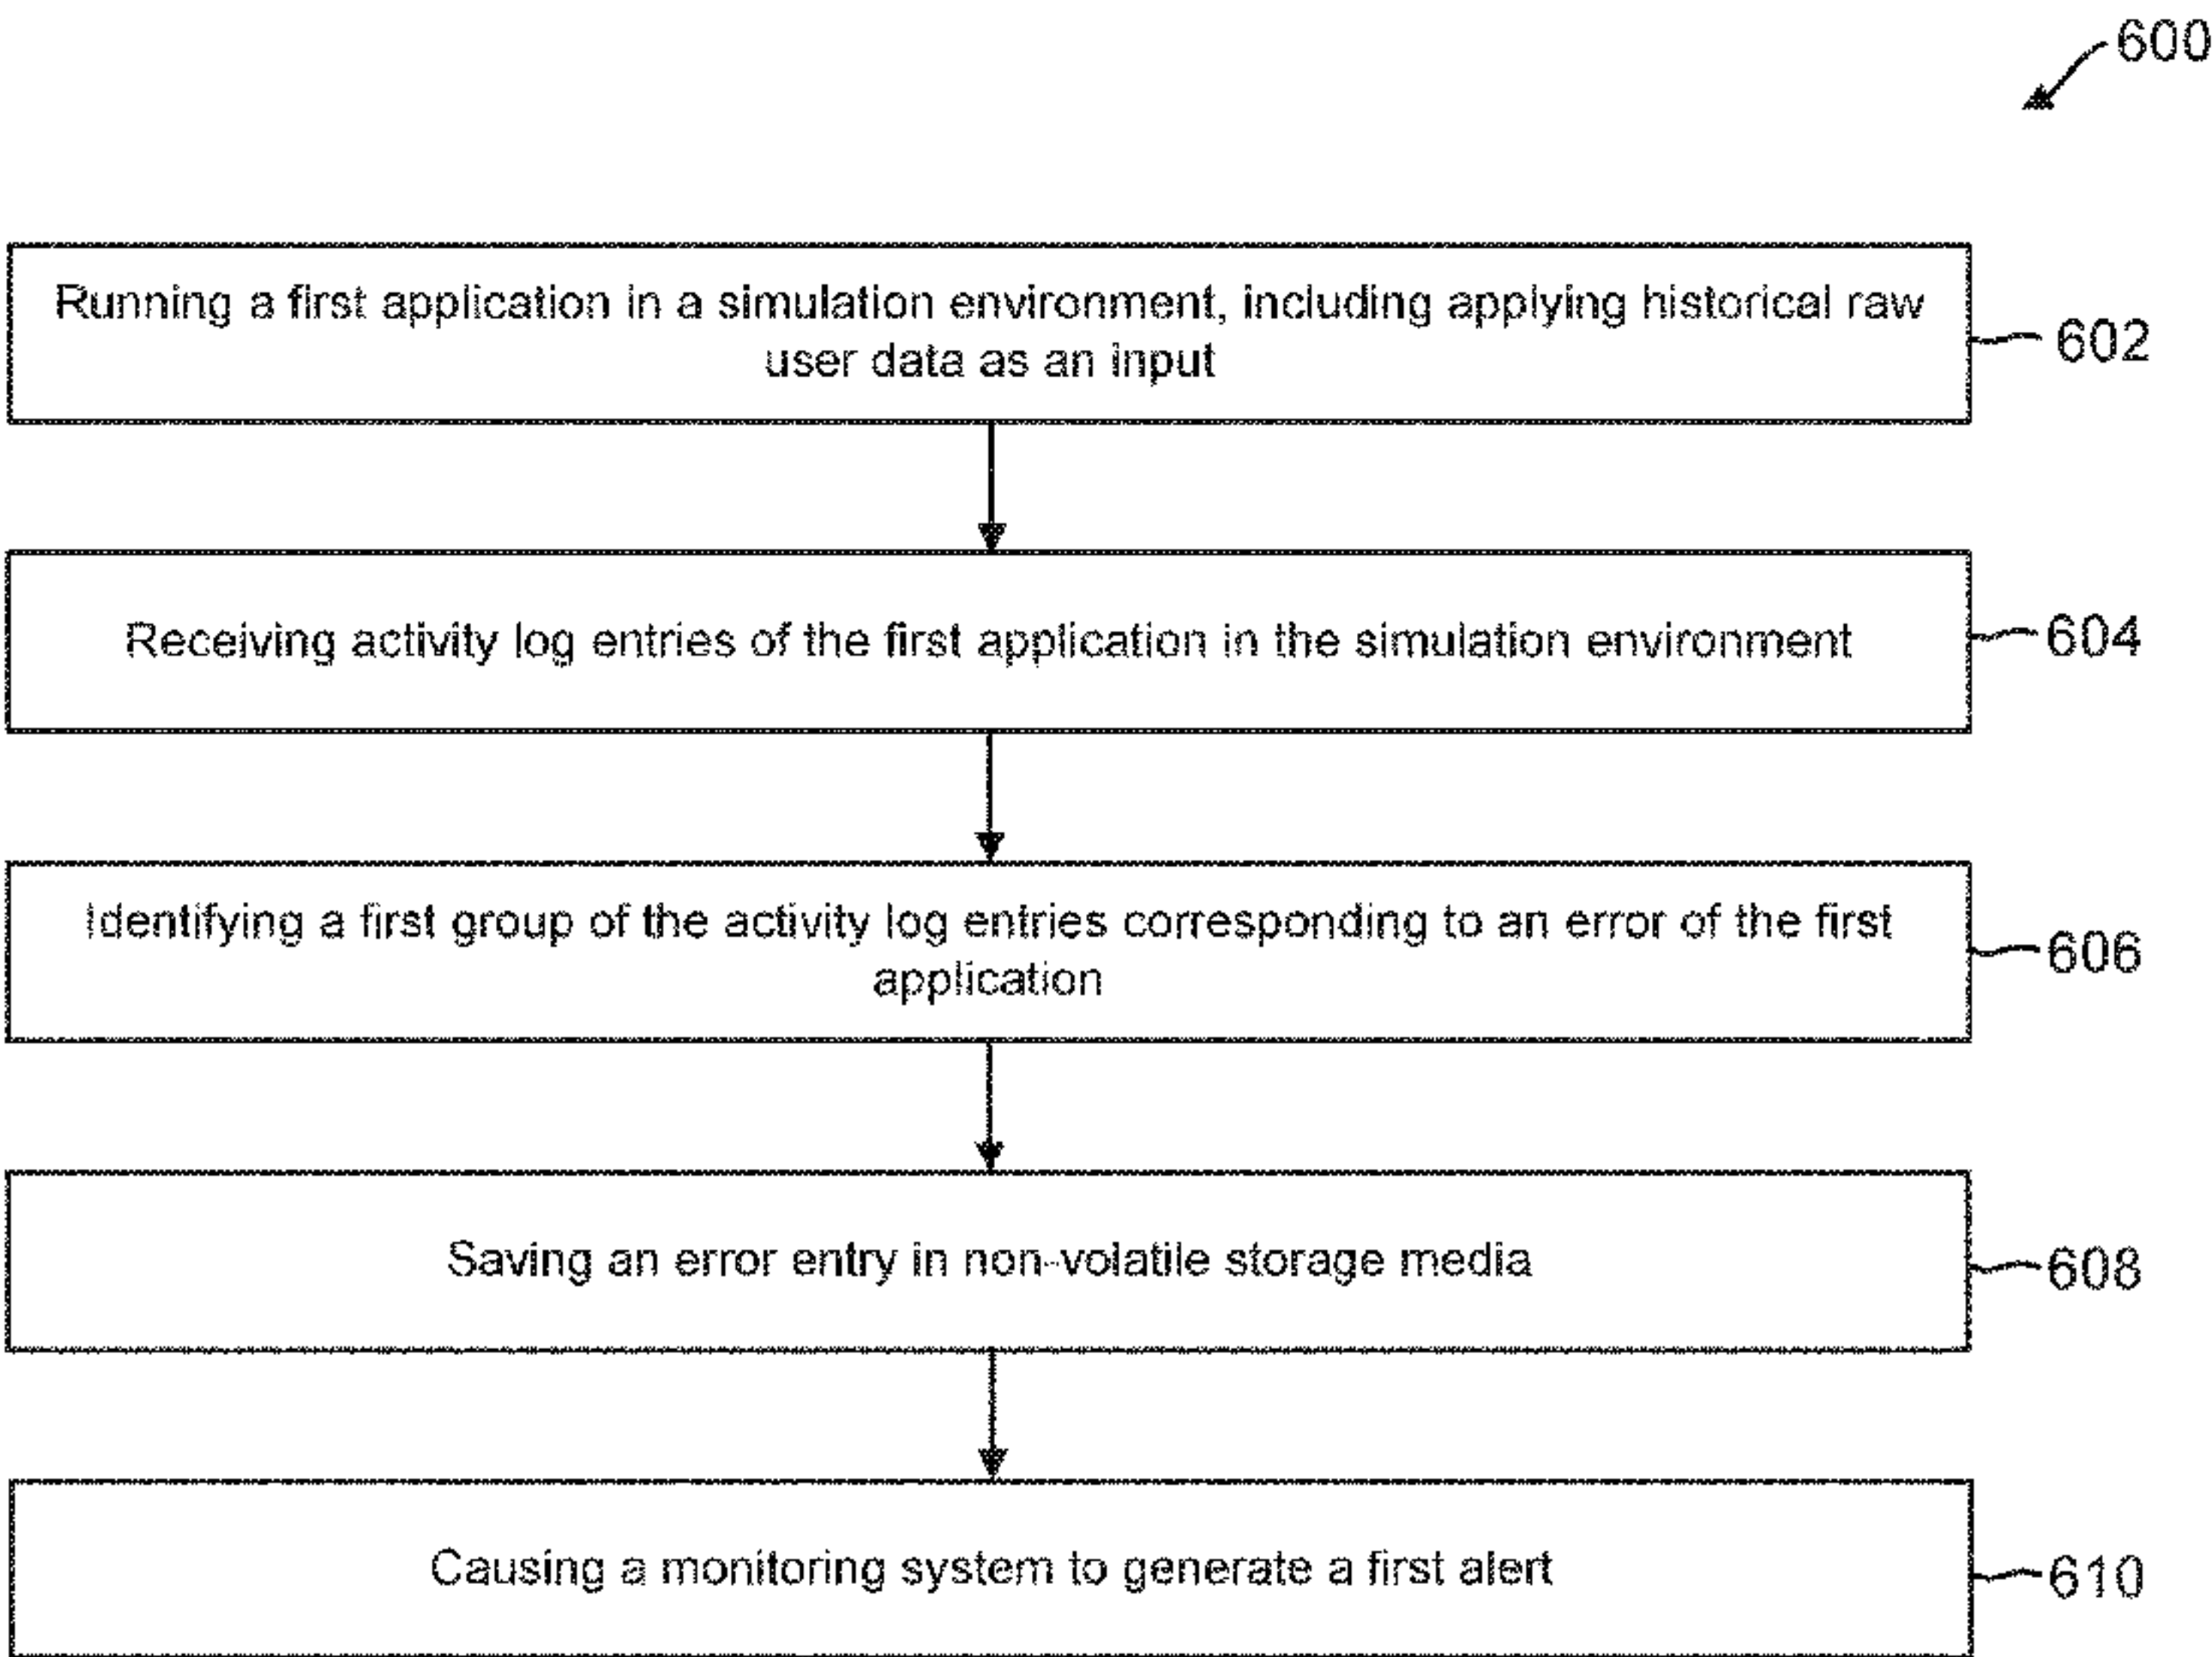 600
Running a first application in a simulation environment, including applying historical raw
user data as an input
602
Receiving activity log entries of the first application in the simulation environment
604
Identifying a first group of the activity log entries corresponding to an error of the first
application
606
Saving an error entry in non-volatile storage media
608
Causing a monitoring system to generate a first alert
610